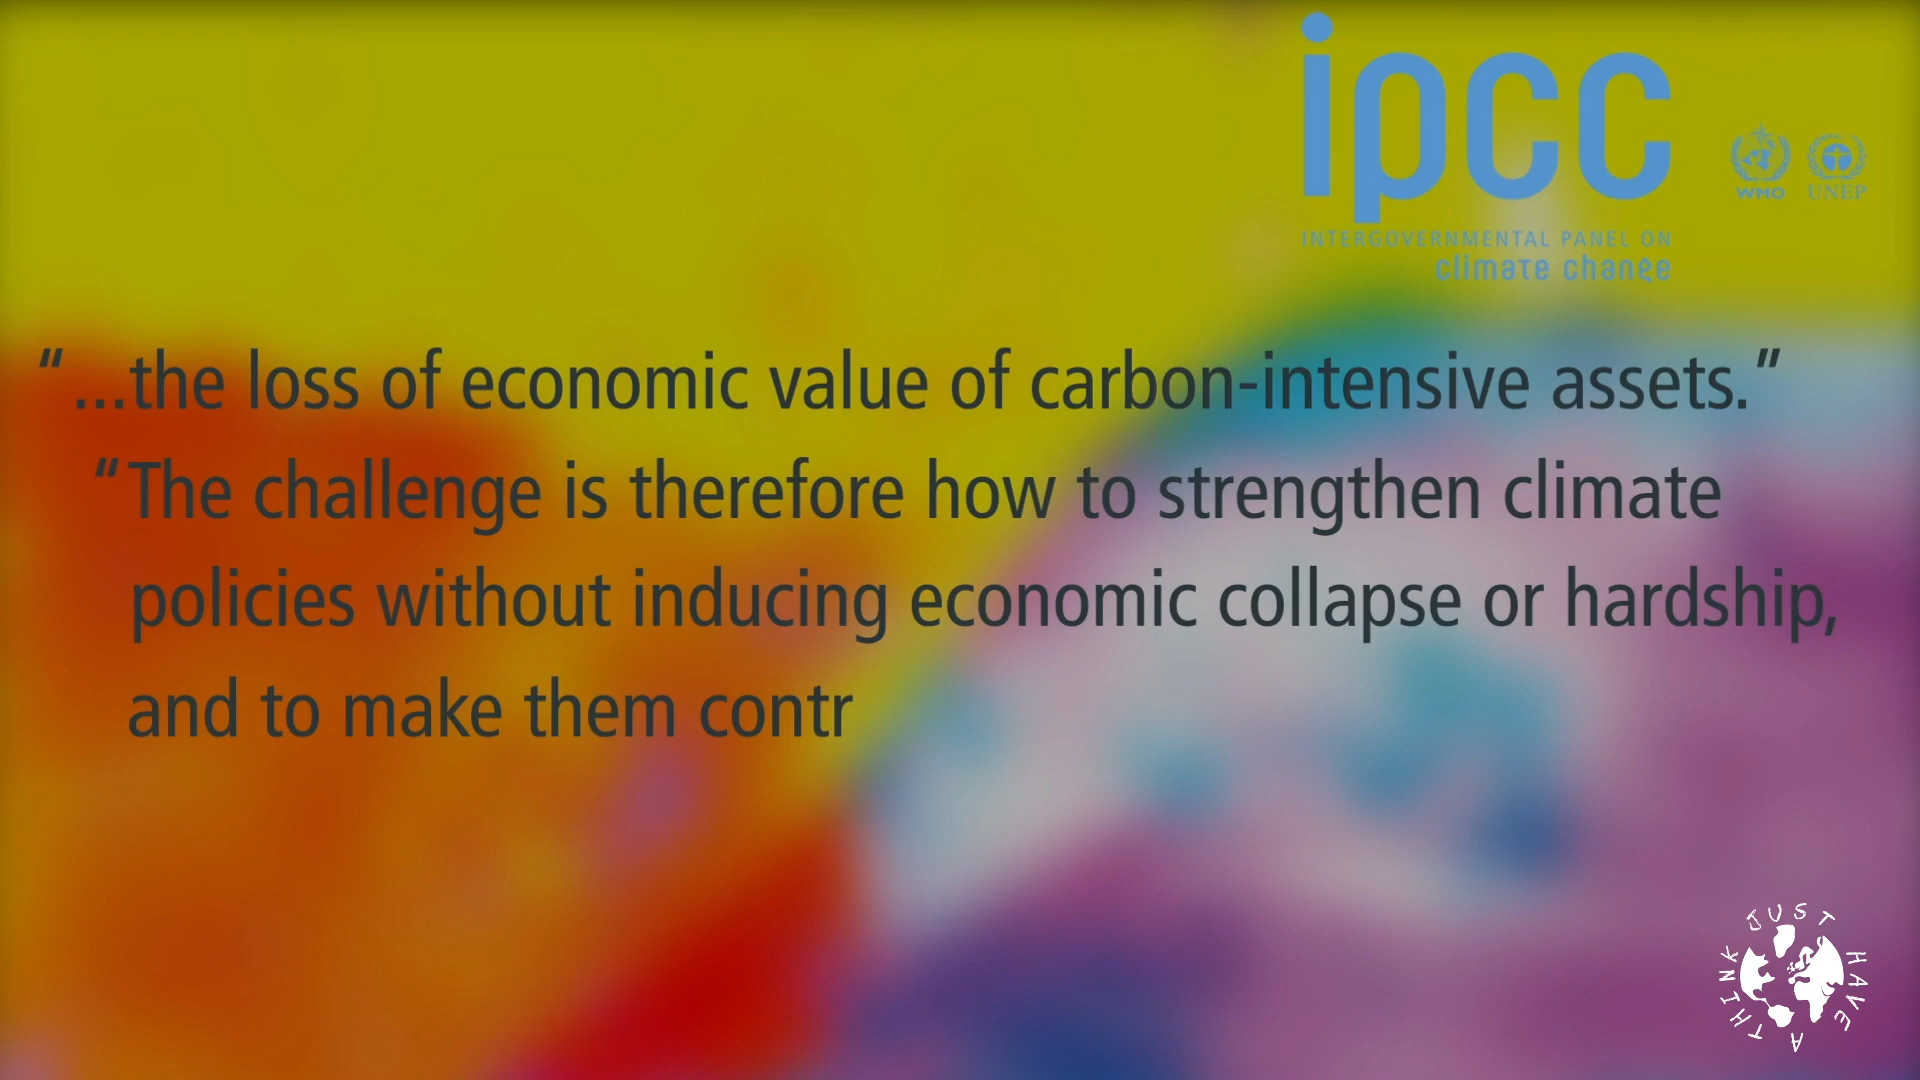 ipcc
INTERGOVERNMENTAL PANEL ON
climate change
WMO
UNEP
“...the loss of economic value of carbon-intensive assets.”
“The challenge is therefore how to strengthen climate
policies without inducing economic collapse or hardship,
and to make them contr
JUST HAVE A THINK